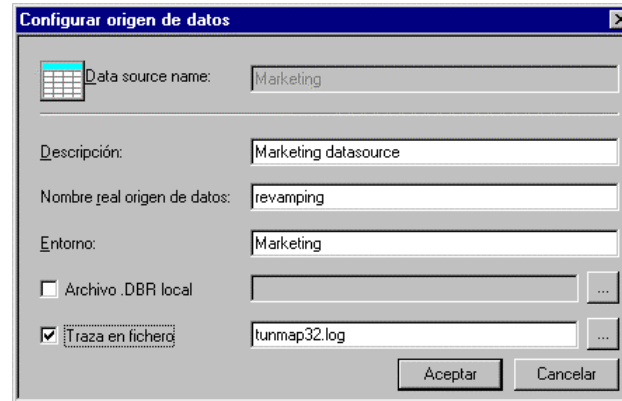 Configurar origen de datos
Data source name: Marketing
Descripción: Marketing datasource
Nombre real origen de datos: revamping
Entorno: Marketing
Archivo .DBR local ...
Traza en fichero tunmap32.log ...
Aceptar Cancelar